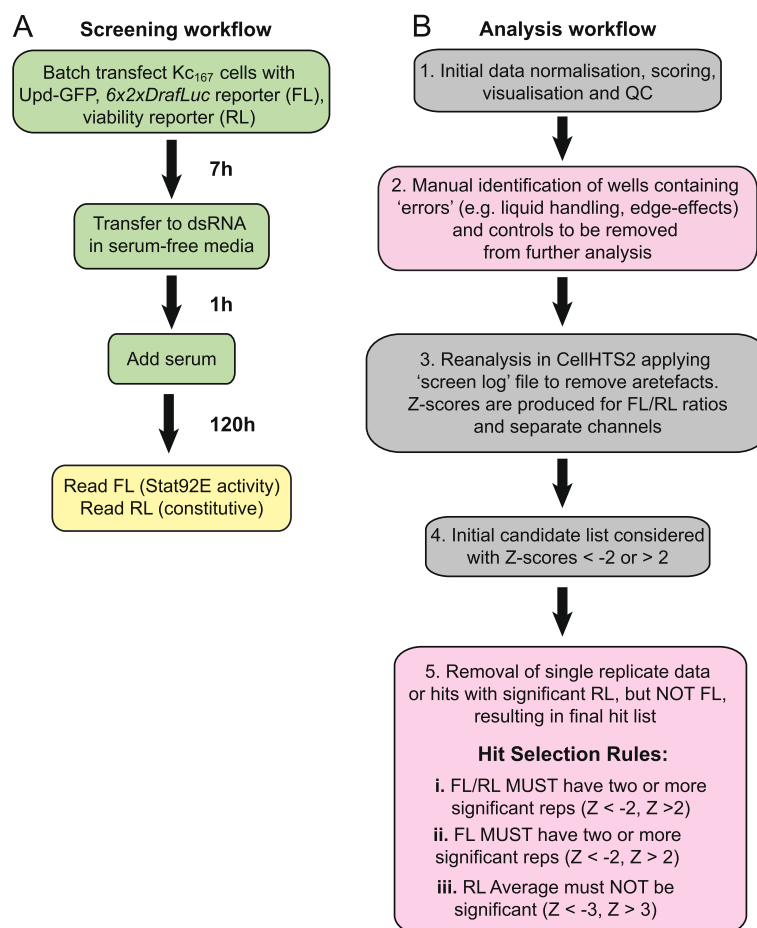 A
Screening workflow
Batch transfect Kc167 cells with
Upd-GFP, 6x2xDrafLuc reporter (FL),
viability reporter (RL)
7h
Transfer to dsRNA
in serum-free media
1h
Add serum
120h
Read FL (Stat92E activity)
Read RL (constitutive)
B
Analysis workflow
1. Initial data normalisation, scoring,
visualisation and QC
2. Manual identification of wells containing
‘errors’ (e.g. liquid handling, edge-effects)
and controls to be removed
from further analysis
3. Reanalysis in CellHTS2 applying
‘screen log’ file to remove aretefacts.
Z-scores are produced for FL/RL ratios
and separate channels
4. Initial candidate list considered
with Z-scores < -2 or > 2
5. Removal of single replicate data
or hits with significant RL, but NOT FL,
resulting in final hit list
Hit Selection Rules:
i. FL/RL MUST have two or more
significant reps (Z < -2, Z >2)
ii. FL MUST have two or more
significant reps (Z < -2, Z > 2)
iii. RL Average must NOT be
significant (Z < -3, Z > 3)